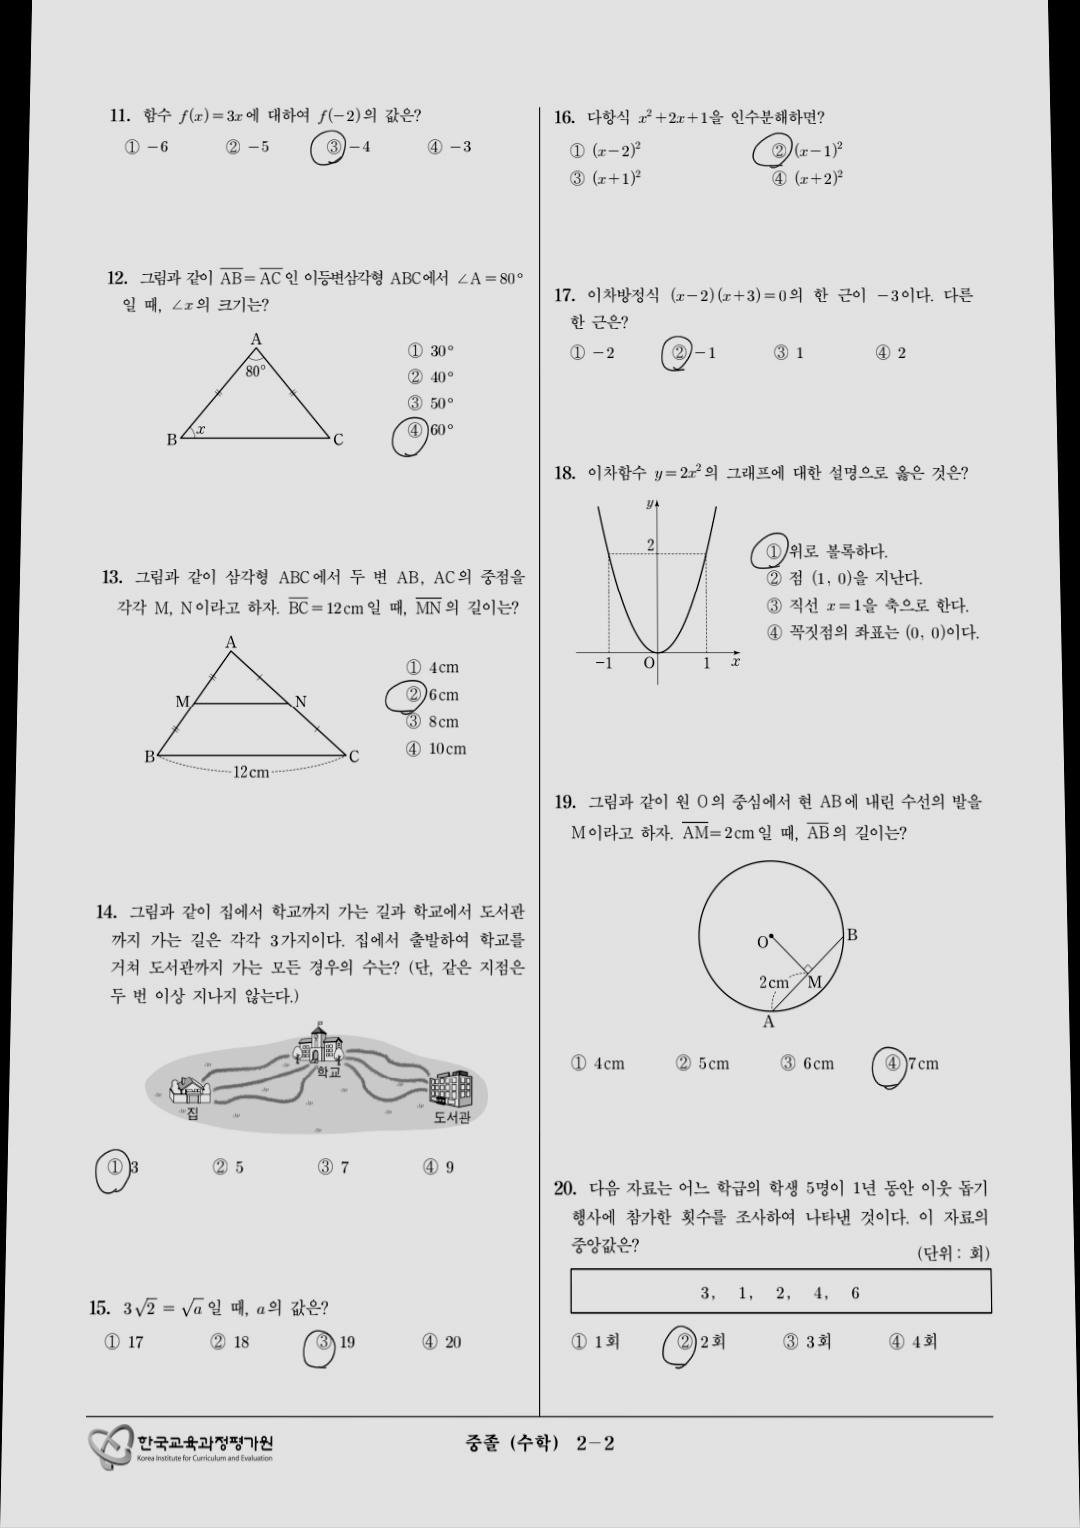 11. 함수 f(x)=3x에 대하여 f(−2)의 값은?
① −6 ② −5 ③ −4 ④ −3
12. 그림과 같이 AB=AC인 이등변삼각형 ABC에서 ∠A=80°
일 때, ∠x의 크기는?
A
80°
x
B C
① 30°
② 40°
③ 50°
④ 60°
13. 그림과 같이 삼각형 ABC에서 두 변 AB, AC의 중점을
각각 M, N이라고 하자. BC=12cm일 때, MN의 길이는?
A
M N
B C
12cm
① 4cm
② 6cm
③ 8cm
④ 10cm
14. 그림과 같이 집에서 학교까지 가는 길과 학교에서 도서관
까지 가는 길은 각각 3가지이다. 집에서 출발하여 학교를
거쳐 도서관까지 가는 모든 경우의 수는? (단, 같은 지점은
두 번 이상 지나지 않는다.)
학교
집
도서관
① 3 ② 5 ③ 7 ④ 9
15. 3√2 = √a일 때, a의 값은?
① 17 ② 18 ③ 19 ④ 20
16. 다항식 x²+2x+1을 인수분해하면?
① (x−2)² ② (x−1)²
③ (x+1)² ④ (x+2)²
17. 이차방정식 (x−2)(x+3)=0의 한 근이 −3이다. 다른
한 근은?
① −2 ② −1 ③ 1 ④ 2
18. 이차함수 y=2x²의 그래프에 대한 설명으로 옳은 것은?
y
2
−1 O 1 x
① 위로 볼록하다.
② 점 (1, 0)을 지난다.
③ 직선 x=1을 축으로 한다.
④ 꼭짓점의 좌표는 (0, 0)이다.
19. 그림과 같이 원 O의 중심에서 현 AB에 내린 수선의 발을
M이라고 하자. AM=2cm일 때, AB의 길이는?
O
B
2cm M
A
① 4cm ② 5cm ③ 6cm ④ 7cm
20. 다음 자료는 어느 학급의 학생 5명이 1년 동안 이웃 돕기
행사에 참가한 횟수를 조사하여 나타낸 것이다. 이 자료의
중앙값은?
(단위 : 회)
3, 1, 2, 4, 6
① 1회 ② 2회 ③ 3회 ④ 4회
한국교육과정평가원
Korea Institute for Curriculum and Evaluation
중졸 (수학) 2−2